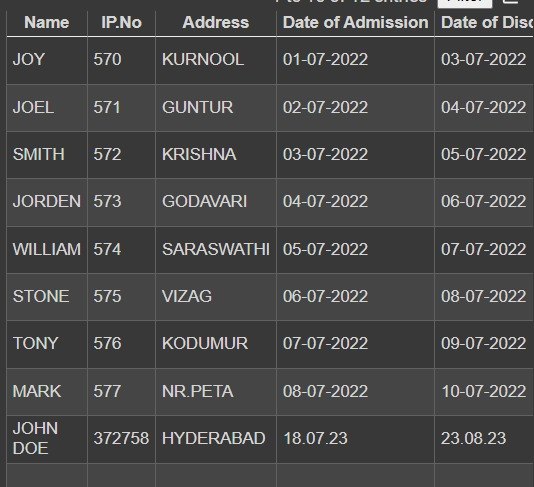 Name IP.No Address Date of Admission Date of Disc
JOY 570 KURNOOL 01-07-2022 03-07-2022
JOEL 571 GUNTUR 02-07-2022 04-07-2022
SMITH 572 KRISHNA 03-07-2022 05-07-2022
JORDEN 573 GODAVARI 04-07-2022 06-07-2022
WILLIAM 574 SARASWATHI 05-07-2022 07-07-2022
STONE 575 VIZAG 06-07-2022 08-07-2022
TONY 576 KODUMUR 07-07-2022 09-07-2022
MARK 577 NR.PETA 08-07-2022 10-07-2022
JOHN
DOE 372758 HYDERABAD 18.07.23 23.08.23